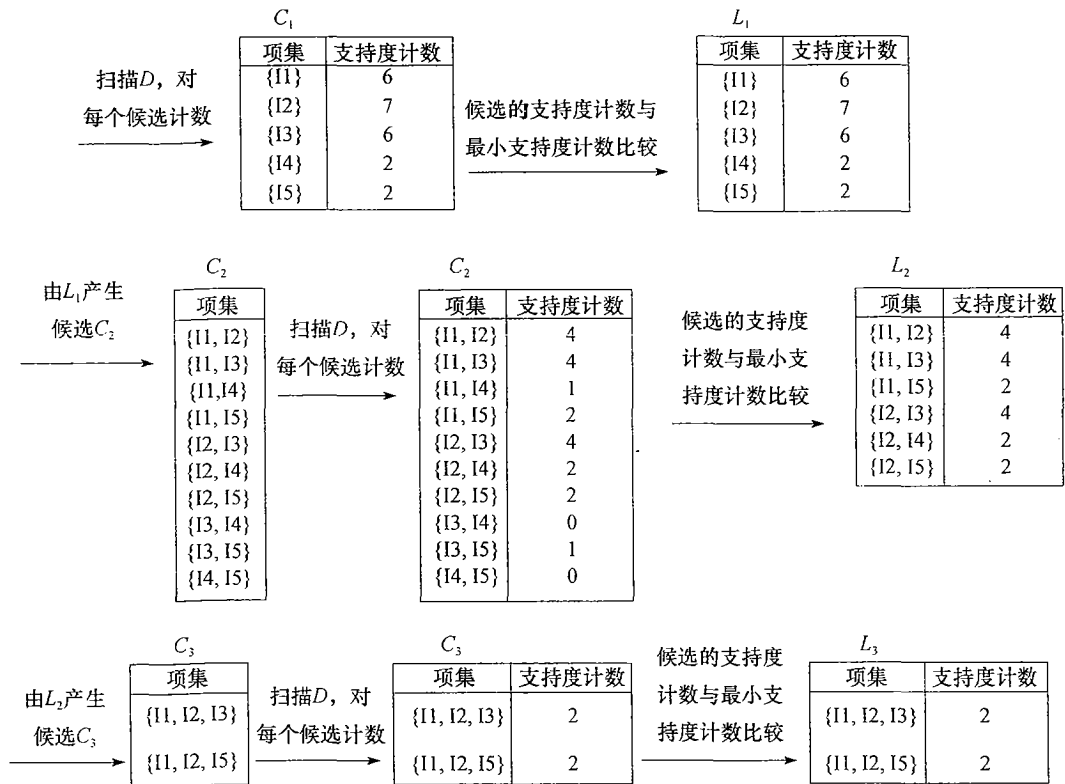 C₁
项集 支持度计数
{I1} 6
{I2} 7
{I3} 6
{I4} 2
{I5} 2
扫描D，对
每个候选计数
候选的支持度计数与
最小支持度计数比较
L₁
项集 支持度计数
{I1} 6
{I2} 7
{I3} 6
{I4} 2
{I5} 2
由L₁产生
候选C₂
C₂
项集
{I1, I2}
{I1, I3}
{I1,I4}
{I1, I5}
{I2, I3}
{I2, I4}
{I2, I5}
{I3, I4}
{I3, I5}
{I4, I5}
扫描D，对
每个候选计数
C₂
项集 支持度计数
{I1, I2} 4
{I1, I3} 4
{I1, I4} 1
{I1, I5} 2
{I2, I3} 4
{I2, I4} 2
{I2, I5} 2
{I3, I4} 0
{I3, I5} 1
{I4, I5} 0
候选的支持度
计数与最小支
持度计数比较
L₂
项集 支持度计数
{I1, I2} 4
{I1, I3} 4
{I1, I5} 2
{I2, I3} 4
{I2, I4} 2
{I2, I5} 2
由L₂产生
候选C₃
C₃
项集
{I1, I2, I3}
{I1, I2, I5}
扫描D，对
每个候选计数
C₃
项集 支持度计数
{I1, I2, I3} 2
{I1, I2, I5} 2
候选的支持度
计数与最小支
持度计数比较
L₃
项集 支持度计数
{I1, I2, I3} 2
{I1, I2, I5} 2